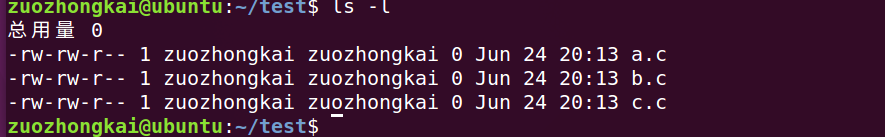 zuozhongkai@ubuntu:~/test$ ls -l
总用量 0
-rw-rw-r-- 1 zuozhongkai zuozhongkai 0 Jun 24 20:13 a.c
-rw-rw-r-- 1 zuozhongkai zuozhongkai 0 Jun 24 20:13 b.c
-rw-rw-r-- 1 zuozhongkai zuozhongkai 0 Jun 24 20:13 c.c
zuozhongkai@ubuntu:~/test$